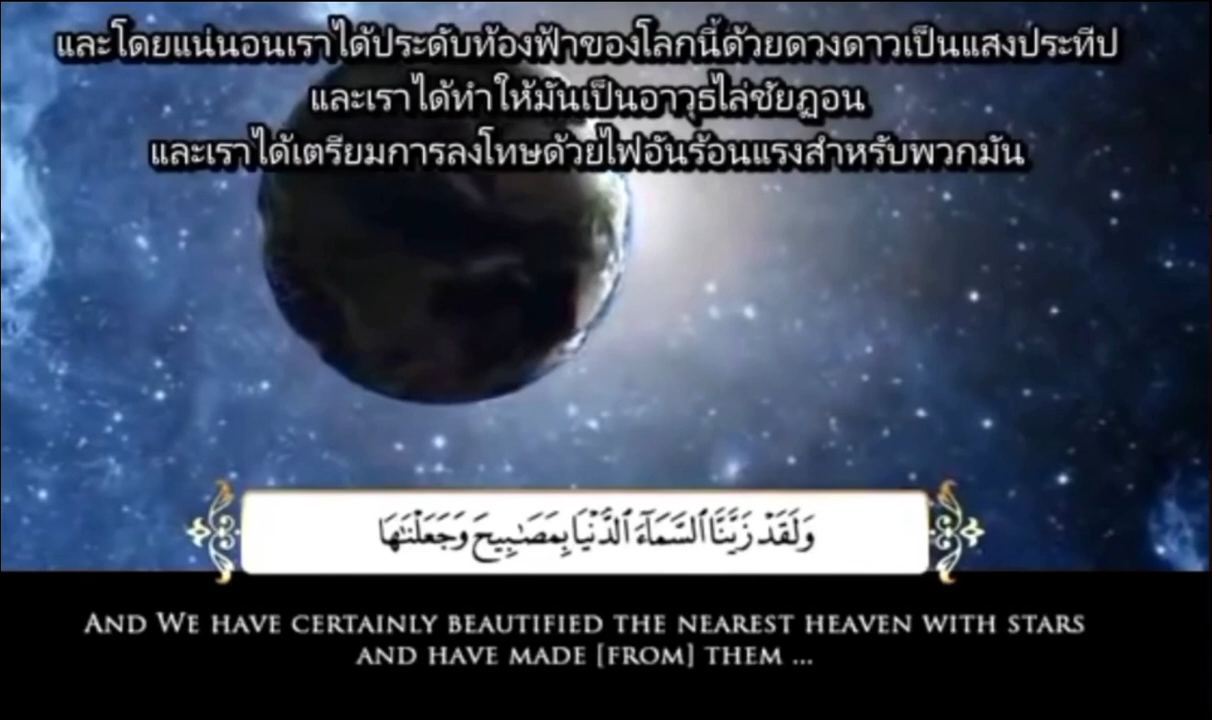 และโดยแน่นอนเราได้ประดับท้องฟ้าของโลกนี้ด้วยดวงดาวเป็นแสงประทีป
และเราได้ทำให้มันเป็นอาวุธไล่ชัยฏอน
และเราได้เตรียมการลงโทษด้วยไฟอันร้อนแรงสำหรับพวกมัน
وَلَقَدْ زَيَّنَّا ٱلسَّمَآءَ ٱلدُّنْيَا بِمَصَٰبِيحَ وَجَعَلْنَٰهَا
AND WE HAVE CERTAINLY BEAUTIFIED THE NEAREST HEAVEN WITH STARS
AND HAVE MADE [FROM] THEM ...